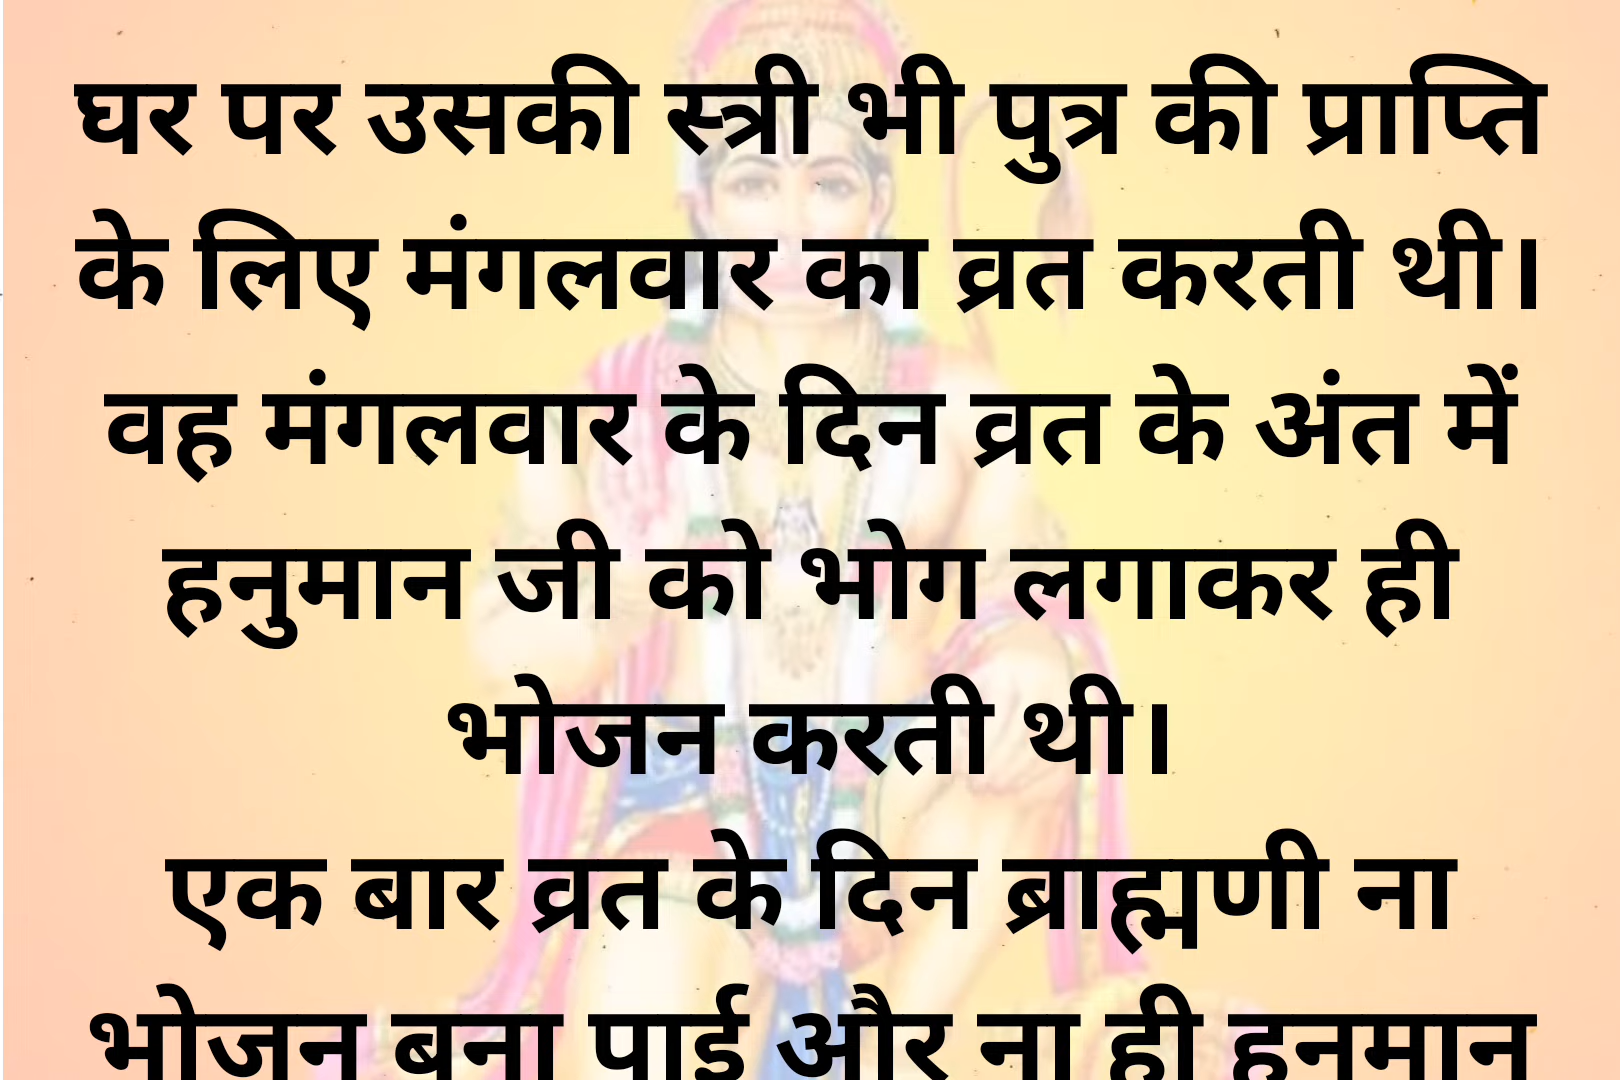 घर पर उसकी स्त्री भी पुत्र की प्राप्ति
के लिए मंगलवार का व्रत करती थी।
वह मंगलवार के दिन व्रत के अंत में
हनुमान जी को भोग लगाकर ही
भोजन करती थी।
एक बार व्रत के दिन ब्राह्मणी ना
भोजन बना पाई और ना ही हनुमान